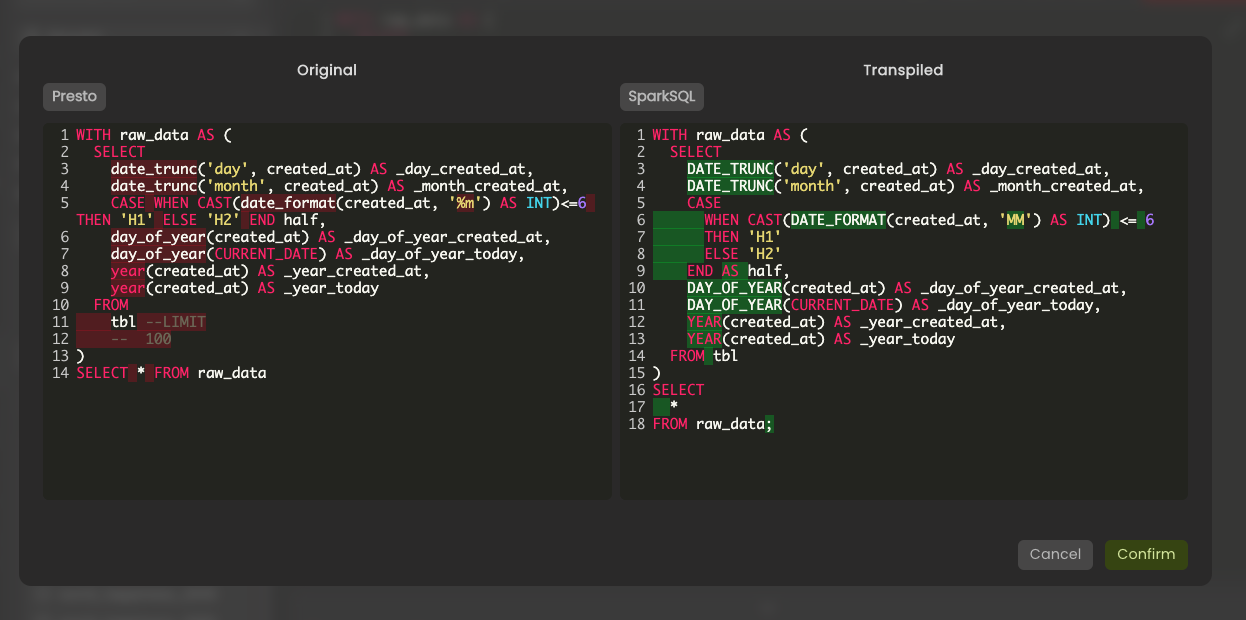 Original
Presto
1 WITH raw_data AS (
2   SELECT
3     date_trunc('day', created_at) AS _day_created_at,
4     date_trunc('month', created_at) AS _month_created_at,
5     CASE WHEN CAST(date_format(created_at, '%m') AS INT)<=6
THEN 'H1' ELSE 'H2' END half,
6     day_of_year(created_at) AS _day_of_year_created_at,
7     day_of_year(CURRENT_DATE) AS _day_of_year_today,
8     year(created_at) AS _year_created_at,
9     year(created_at) AS _year_today
10   FROM
11     tbl --LIMIT
12     --  100
13 )
14 SELECT * FROM raw_data
Transpiled
SparkSQL
1 WITH raw_data AS (
2   SELECT
3     DATE_TRUNC('day', created_at) AS _day_created_at,
4     DATE_TRUNC('month', created_at) AS _month_created_at,
5     CASE
6       WHEN CAST(DATE_FORMAT(created_at, 'MM') AS INT) <= 6
7       THEN 'H1'
8       ELSE 'H2'
9     END AS half,
10     DAY_OF_YEAR(created_at) AS _day_of_year_created_at,
11     DAY_OF_YEAR(CURRENT_DATE) AS _day_of_year_today,
12     YEAR(created_at) AS _year_created_at,
13     YEAR(created_at) AS _year_today
14   FROM tbl
15 )
16 SELECT
17   *
18 FROM raw_data;
Cancel
Confirm